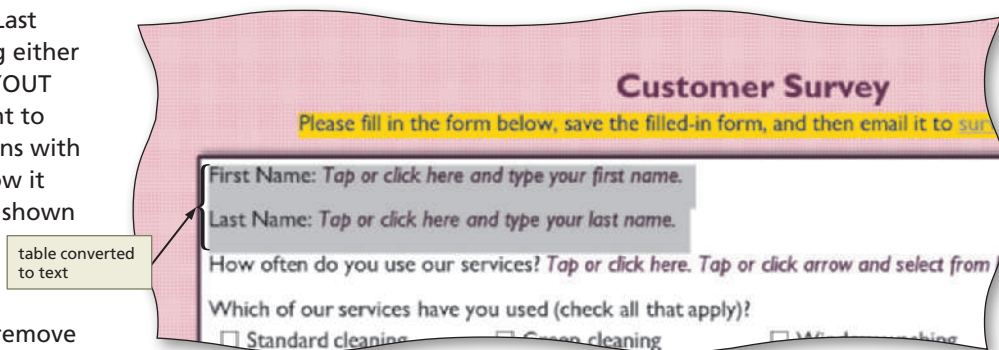 Last
g either
YOUT
nt to
ns with
ow it
shown
table converted
to text
remove
Customer Survey
Please fill in the form below, save the filled-in form, and then email it to sur
First Name: Tap or click here and type your first name.
Last Name: Tap or click here and type your last name.
How often do you use our services? Tap or click here. Tap or click arrow and select from
Which of our services have you used (check all that apply)?
☐ Standard cleaning ☐ Green cleaning ☐ Window washing